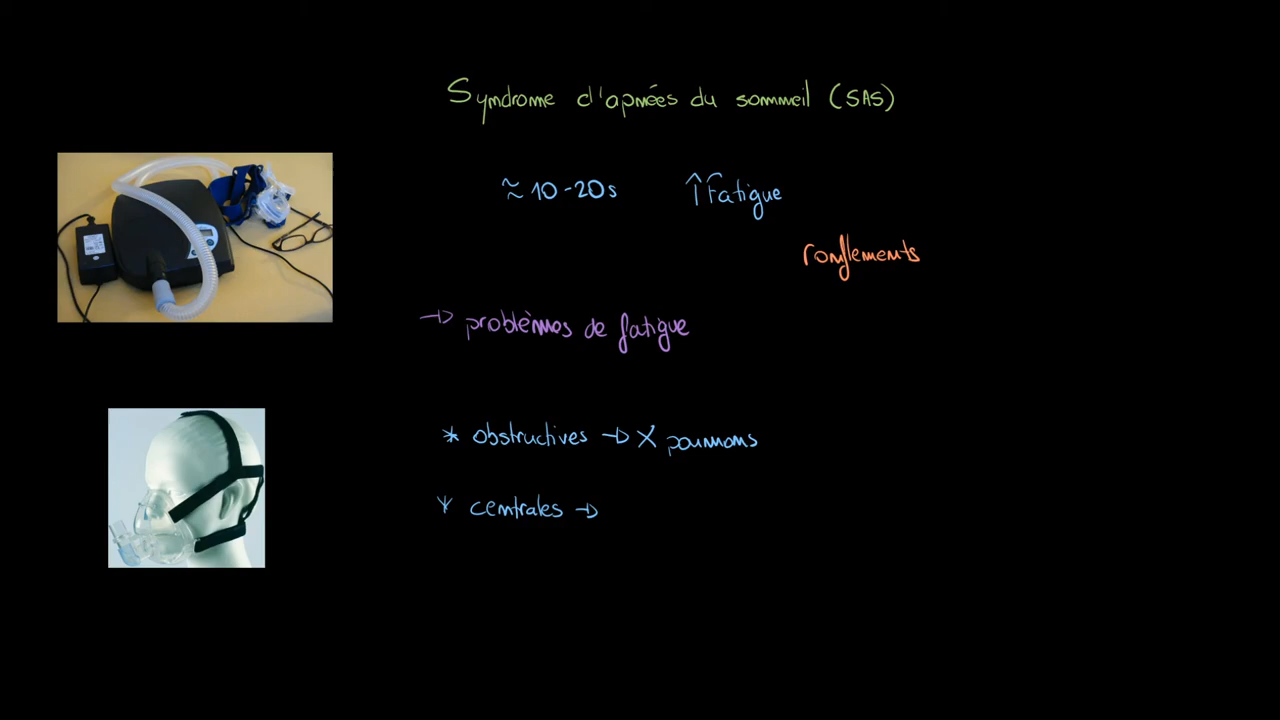 Syndrome d'apnées du sommeil (SAS)
≈ 10-20s ↑ Fatigue
ronflements
→ problèmes de fatigue
* obstructives → X poumons
* centrales →